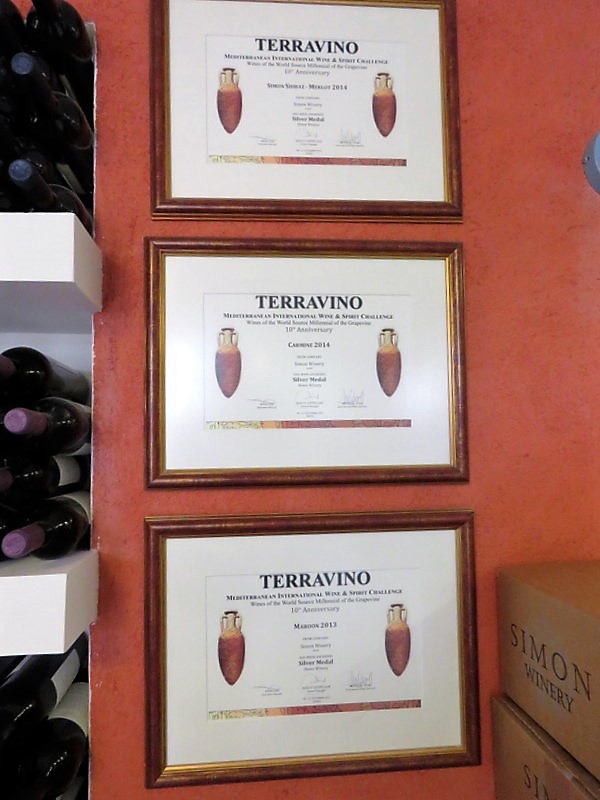 TERRAVINO
MEDITERRANEAN INTERNATIONAL WINE & SPIRIT CHALLENGE
Wines of the World Source Millennial of the Grapevine
10th Anniversary
SIMON SHIRAZ - MERLOT 2014
Simon Winery
Silver Medal
TERRAVINO
MEDITERRANEAN INTERNATIONAL WINE & SPIRIT CHALLENGE
Wines of the World Source Millennial of the Grapevine
10th Anniversary
CARMINE 2014
Simon Winery
Silver Medal
TERRAVINO
MEDITERRANEAN INTERNATIONAL WINE & SPIRIT CHALLENGE
Wines of the World Source Millennial of the Grapevine
10th Anniversary
MAROON 2013
Simon Winery
Silver Medal
SIMON
WINERY
SIMON
WINERY